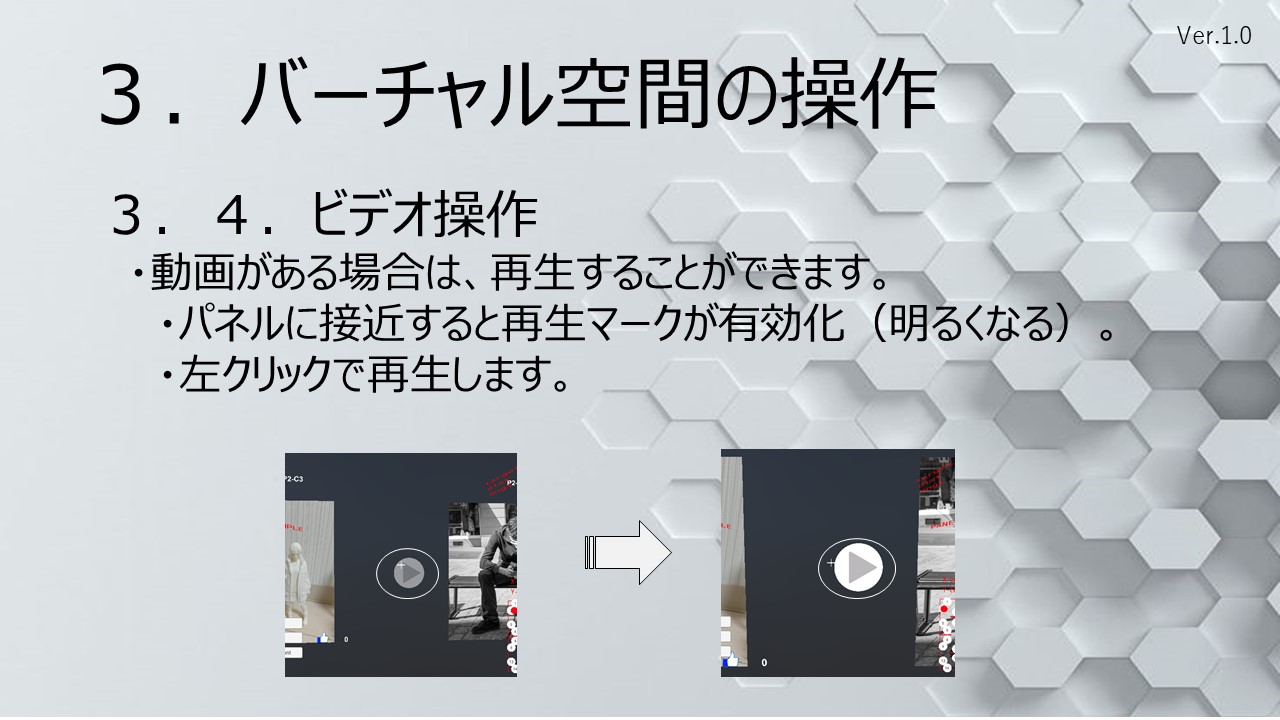 Ver.1.0
３．バーチャル空間の操作
３．４．ビデオ操作
・動画がある場合は、再生することができます。
・パネルに接近すると再生マークが有効化（明るくなる）。
・左クリックで再生します。
P2-C3
P2-
0
0